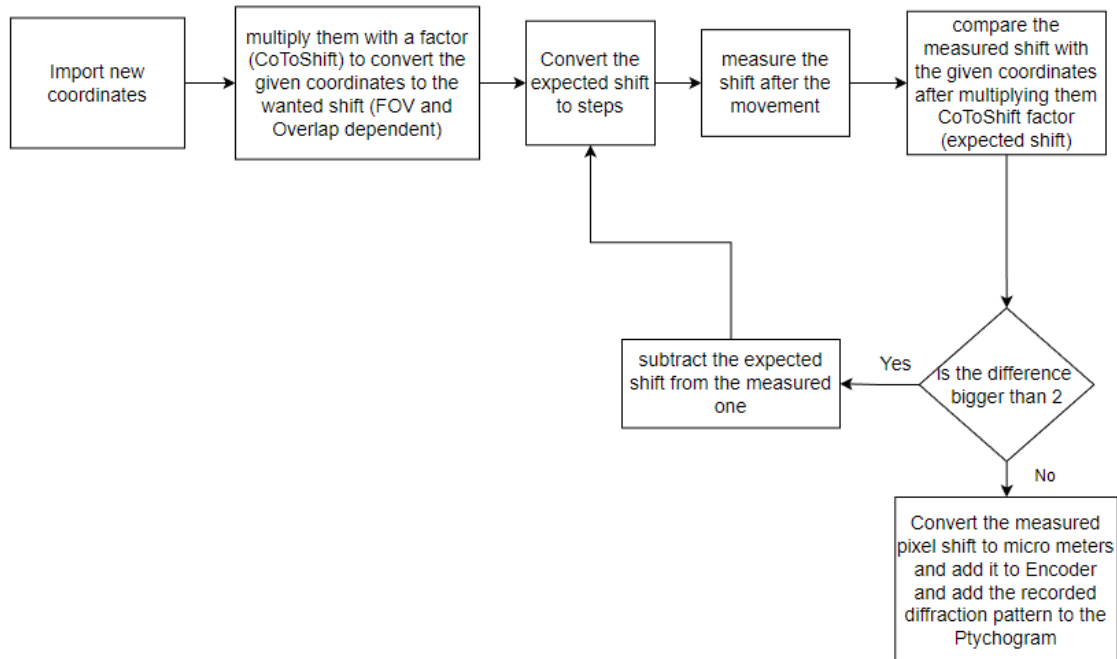 Import new
coordinates
multiply them with a factor
(CoToShift) to convert the
given coordinates to the
wanted shift (FOV and
Overlap dependent)
Convert the
expected shift
to steps
measure the
shift after the
movement
compare the
measured shift with
the given coordinates
after multiplying them
CoToShift factor
(expected shift)
Is the difference
bigger than 2
Yes
subtract the expected
shift from the measured
one
No
Convert the measured
pixel shift to micro meters
and add it to Encoder
and add the recorded
diffraction pattern to the
Ptychogram